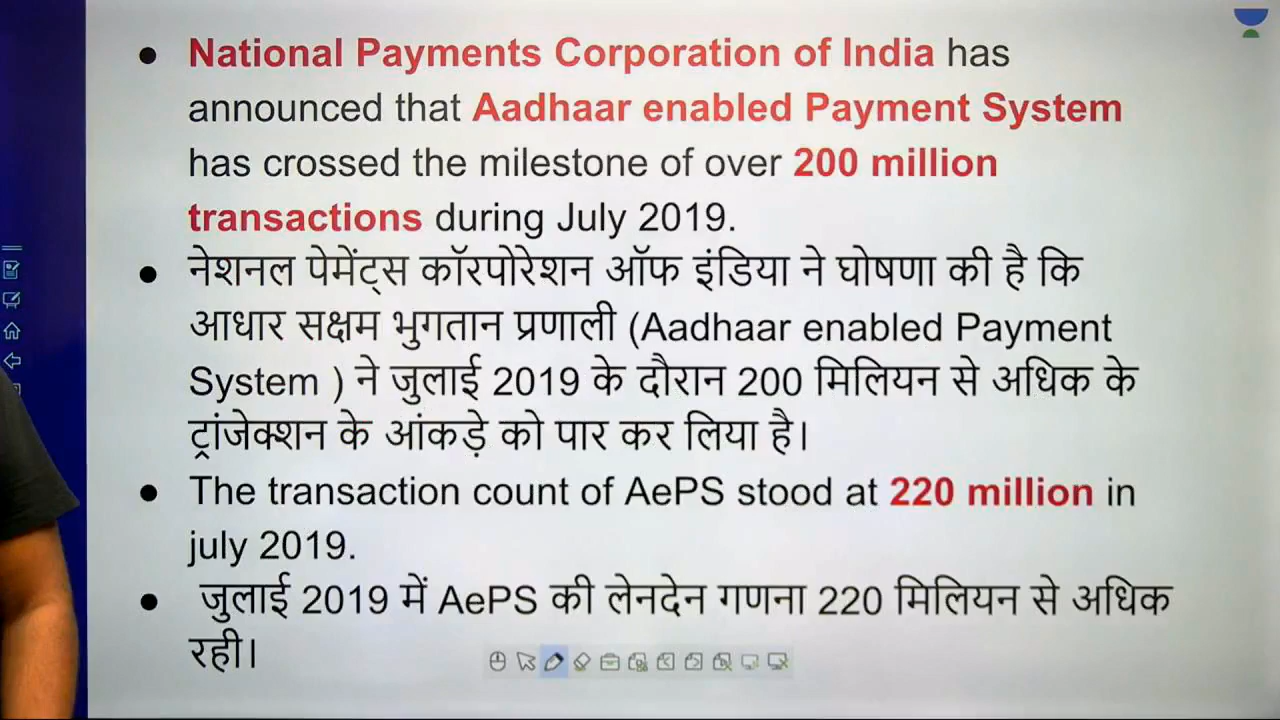 ● National Payments Corporation of India has
announced that Aadhaar enabled Payment System
has crossed the milestone of over 200 million
transactions during July 2019.
● नेशनल पेमेंट्स कॉरपोरेशन ऑफ इंडिया ने घोषणा की है कि
आधार सक्षम भुगतान प्रणाली (Aadhaar enabled Payment
System ) ने जुलाई 2019 के दौरान 200 मिलियन से अधिक के
ट्रांजेक्शन के आंकड़े को पार कर लिया है।
● The transaction count of AePS stood at 220 million in
july 2019.
● जुलाई 2019 में AePS की लेनदेन गणना 220 मिलियन से अधिक
रही।